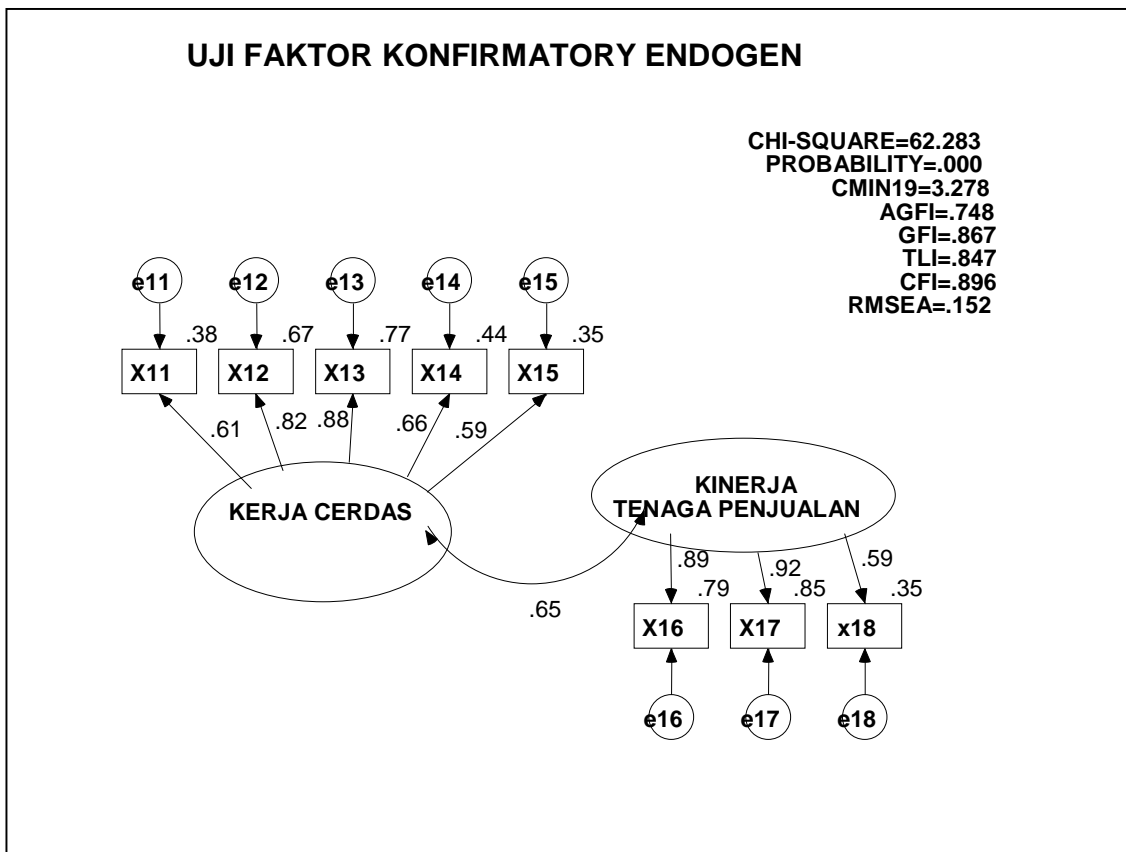 UJI FAKTOR KONFIRMATORY ENDOGEN
CHI-SQUARE=62.283
PROBABILITY=.000
CMIN19=3.278
AGFI=.748
GFI=.867
TLI=.847
CFI=.896
RMSEA=.152
e11 e12 e13 e14 e15
.38 .67 .77 .44 .35
X11 X12 X13 X14 X15
.61 .82 .88 .66 .59
KERJA CERDAS
KINERJA
TENAGA PENJUALAN
.65
.89 .92 .59
.79 .85 .35
X16 X17 x18
e16 e17 e18